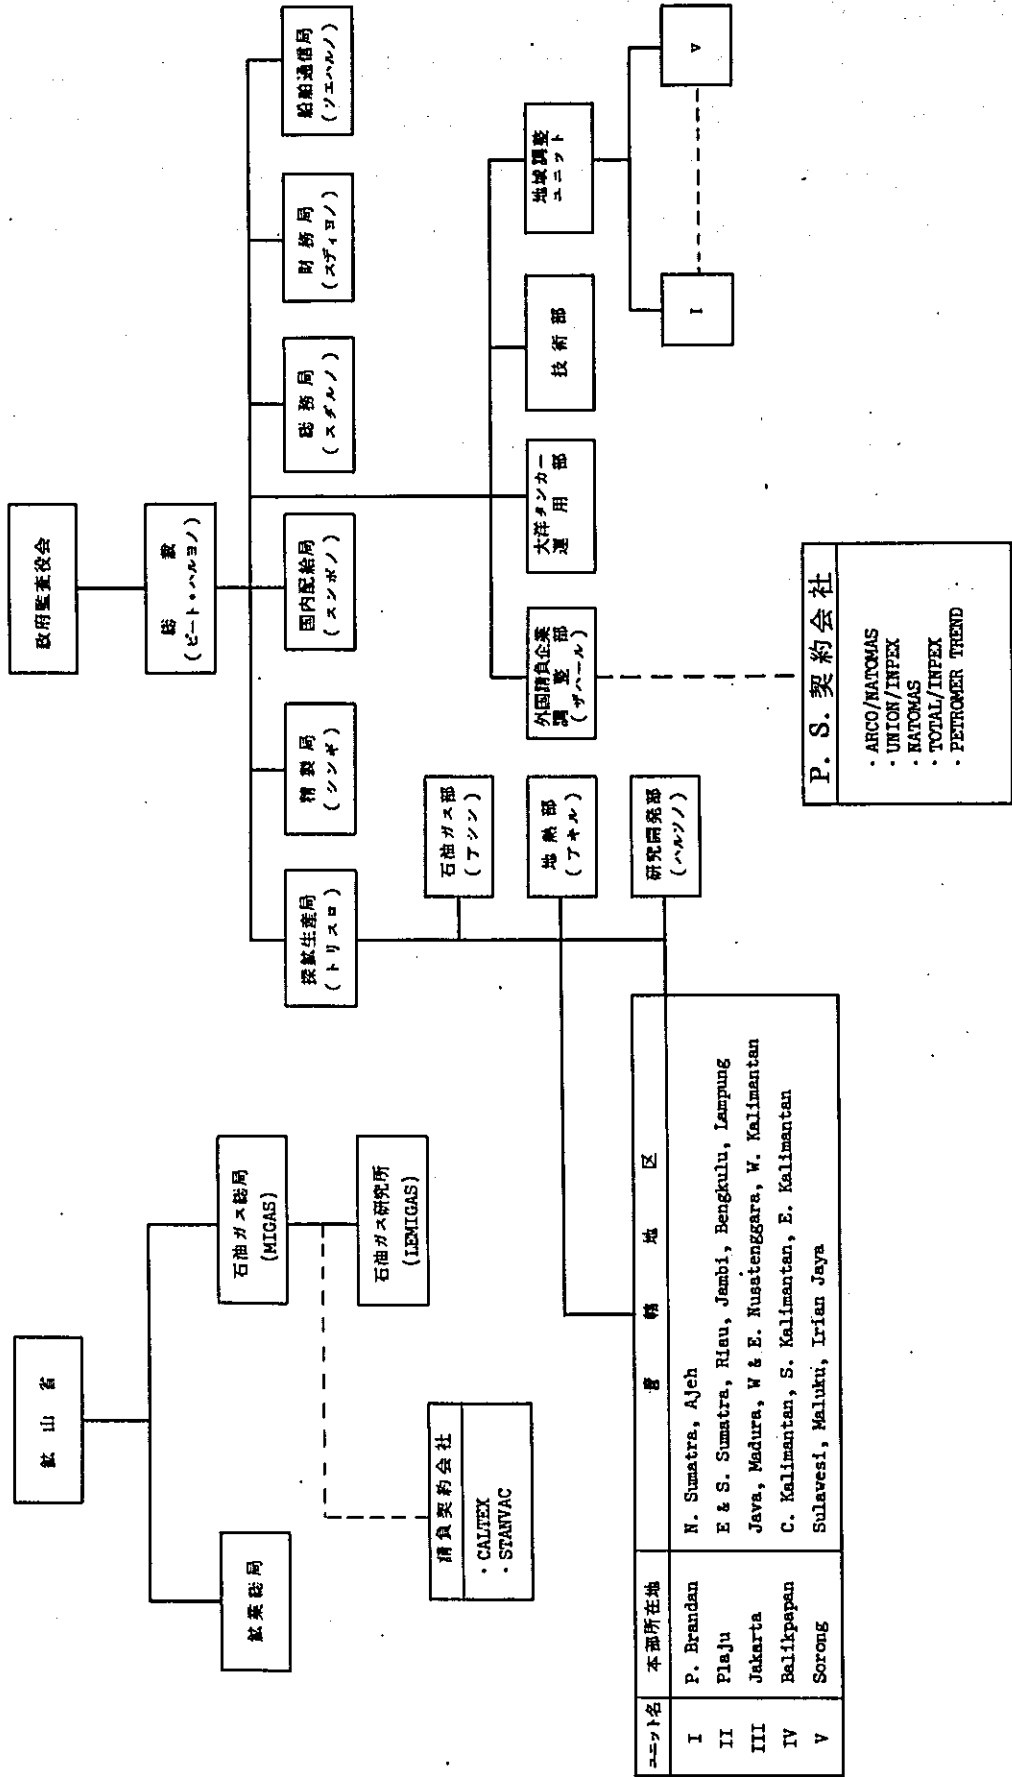 鉱山省
鉱業総局
石油ガス総局
(MIGAS)
石油ガス研究所
(LEMIGAS)
請負契約会社
・CALTEX
・STANVAC
政府監査役会
総裁
(ピート・ハルヨノ)
探鉱生産局
(トリスロ)
精製局
(シンギ)
国内配給局
(スンボノ)
総務局
(スダルノ)
財務局
(スディヨノ)
船舶通信局
(ソエハルノ)
石油ガス部
(アシン)
地熱部
(アキル)
研究開発部
(ハルソノ)
外国請負企業
調整部
(ザハール)
大洋タンカー
運用部
技術部
地域調整
ユニット
I
V
P. S. 契約会社
・ARCO/NATOMAS
・UNION/INPEX
・NATOMAS
・TOTAL/INPEX
・PETROMER TREND
ユニット名 本部所在地 管轄地区
I P. Brandan N. Sumatra, Ajeh
II Plaju E & S. Sumatra, Riau, Jambi, Bengkulu, Lampung
III Jakarta Java, Madura, W & E. Nusatenggara, W. Kalimantan
IV Balikpapan C. Kalimantan, S. Kalimantan, E. Kalimantan
V Sorong Sulawesi, Maluku, Irian Jaya